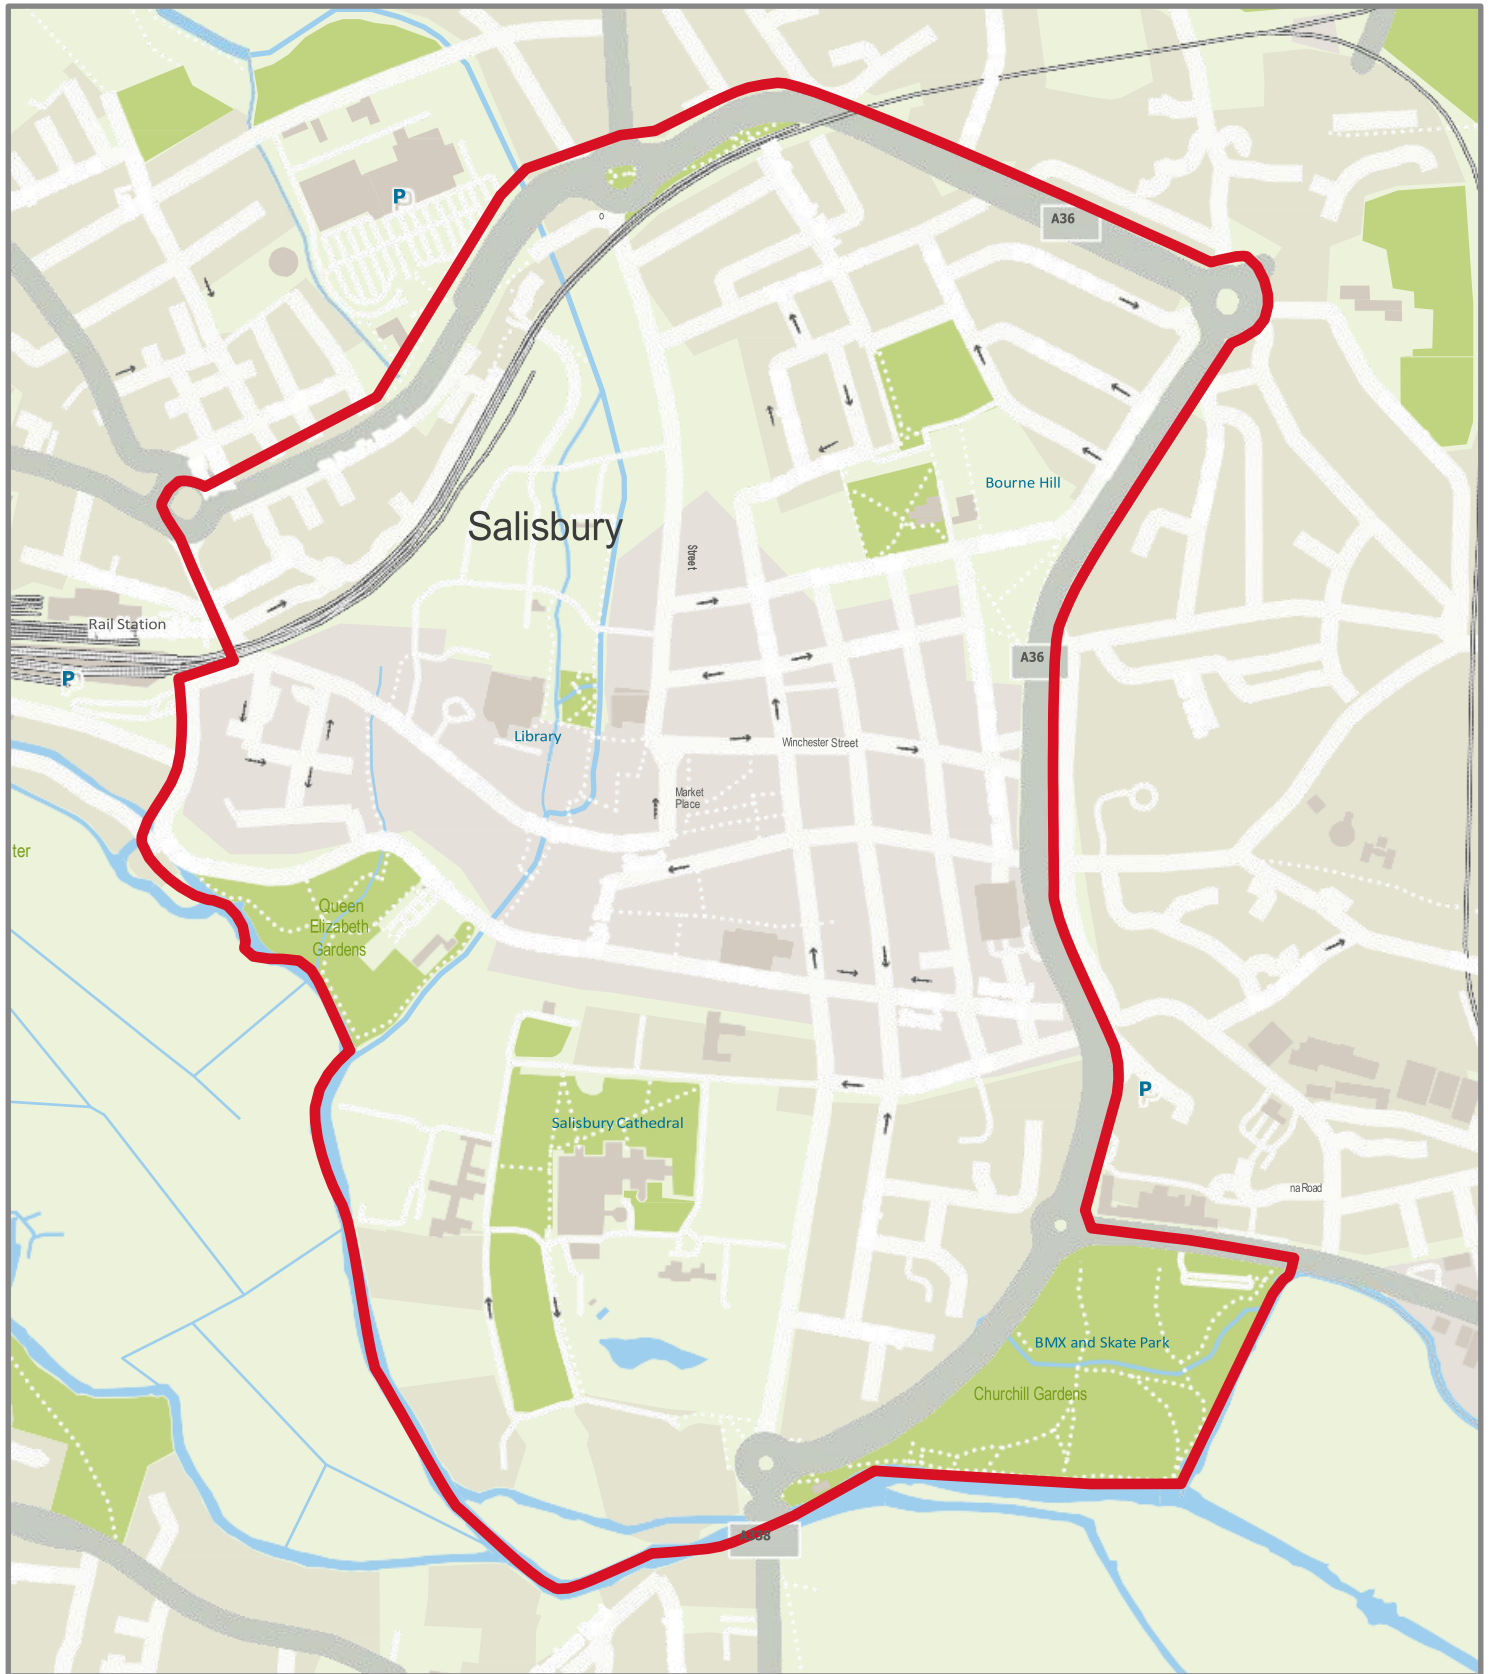 P
A36
Bourne Hill
Salisbury
Street
Rail Station
A36
P
Library
Winchester Street
Market
Place
ter
Queen
Elizabeth
Gardens
P
Salisbury Cathedral
na Road
BMX and Skate Park
Churchill Gardens